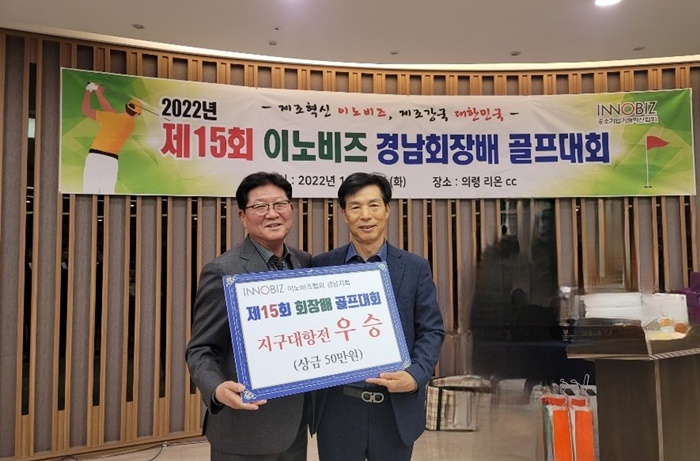 2022년
- 제조혁신 이노비즈, 제조강국 대한민국 -
INNOBIZ
제15회 이노비즈 경남회장배 골프대회
: 2022년 (화) 장소 : 의령 리온 cc
INNOBIZ 이노비즈협회 경남지회
제15회 회장배 골프대회
지구대항전 우승
(상금 50만원)